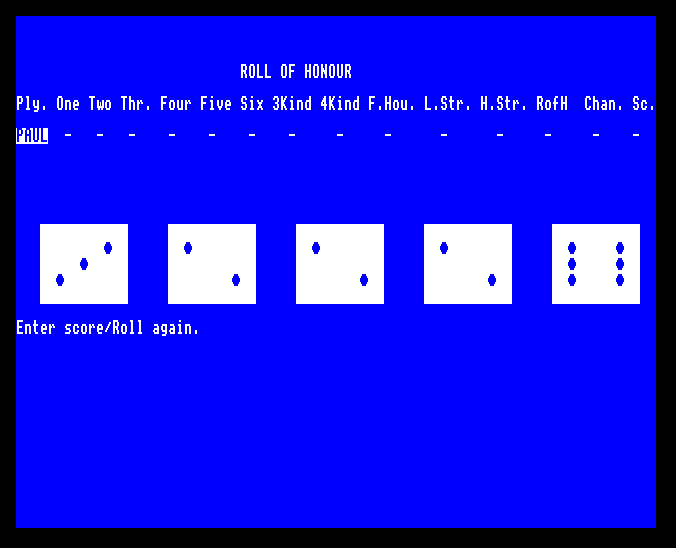 ROLL OF HONOUR
Ply. One Two Thr. Four Five Six 3Kind 4Kind F.Hou. L.Str. H.Str. RofH Chan. Sc.
PAUL - - - - - - - - - - - - - -
Enter score/Roll again.